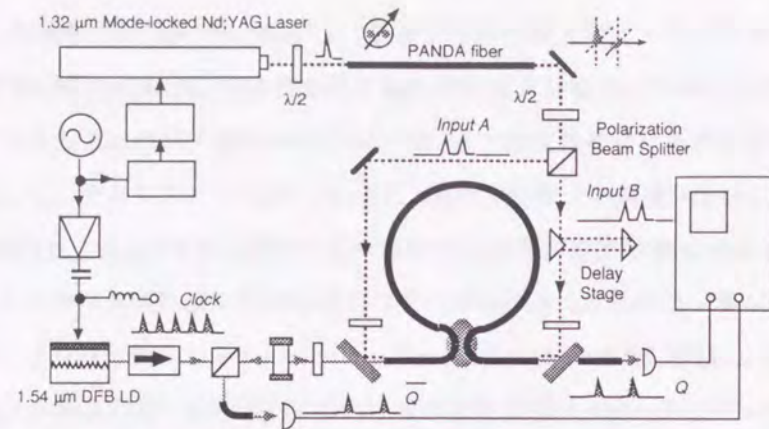 1.32 µm Mode-locked Nd;YAG Laser
PANDA fiber
λ/2
λ/2
Input A
Polarization
Beam Splitter
Input B
Delay
Stage
Clock
1.54 µm DFB LD
Q̅
Q